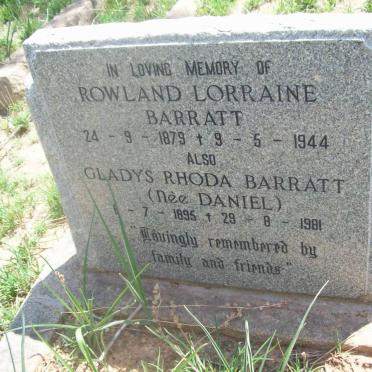 IN LOVING MEMORY OF
ROWLAND LORRAINE
BARRATT
24 - 9 - 1879 † 9 - 5 - 1944
ALSO
GLADYS RHODA BARRATT
(Née DANIEL)
- 7 - 1895 † 29 - 8 - 1981
"Lovingly remembered by
family and friends"